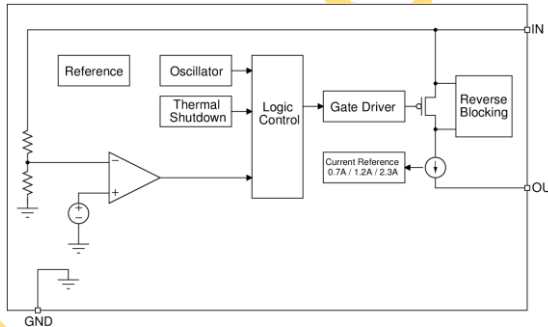 IN
Reference
Oscillator
Thermal
Shutdown
Logic
Control
Gate Driver
Reverse
Blocking
Current Reference
0.7A / 1.2A / 2.3A
−
+
+
−
OU
GND